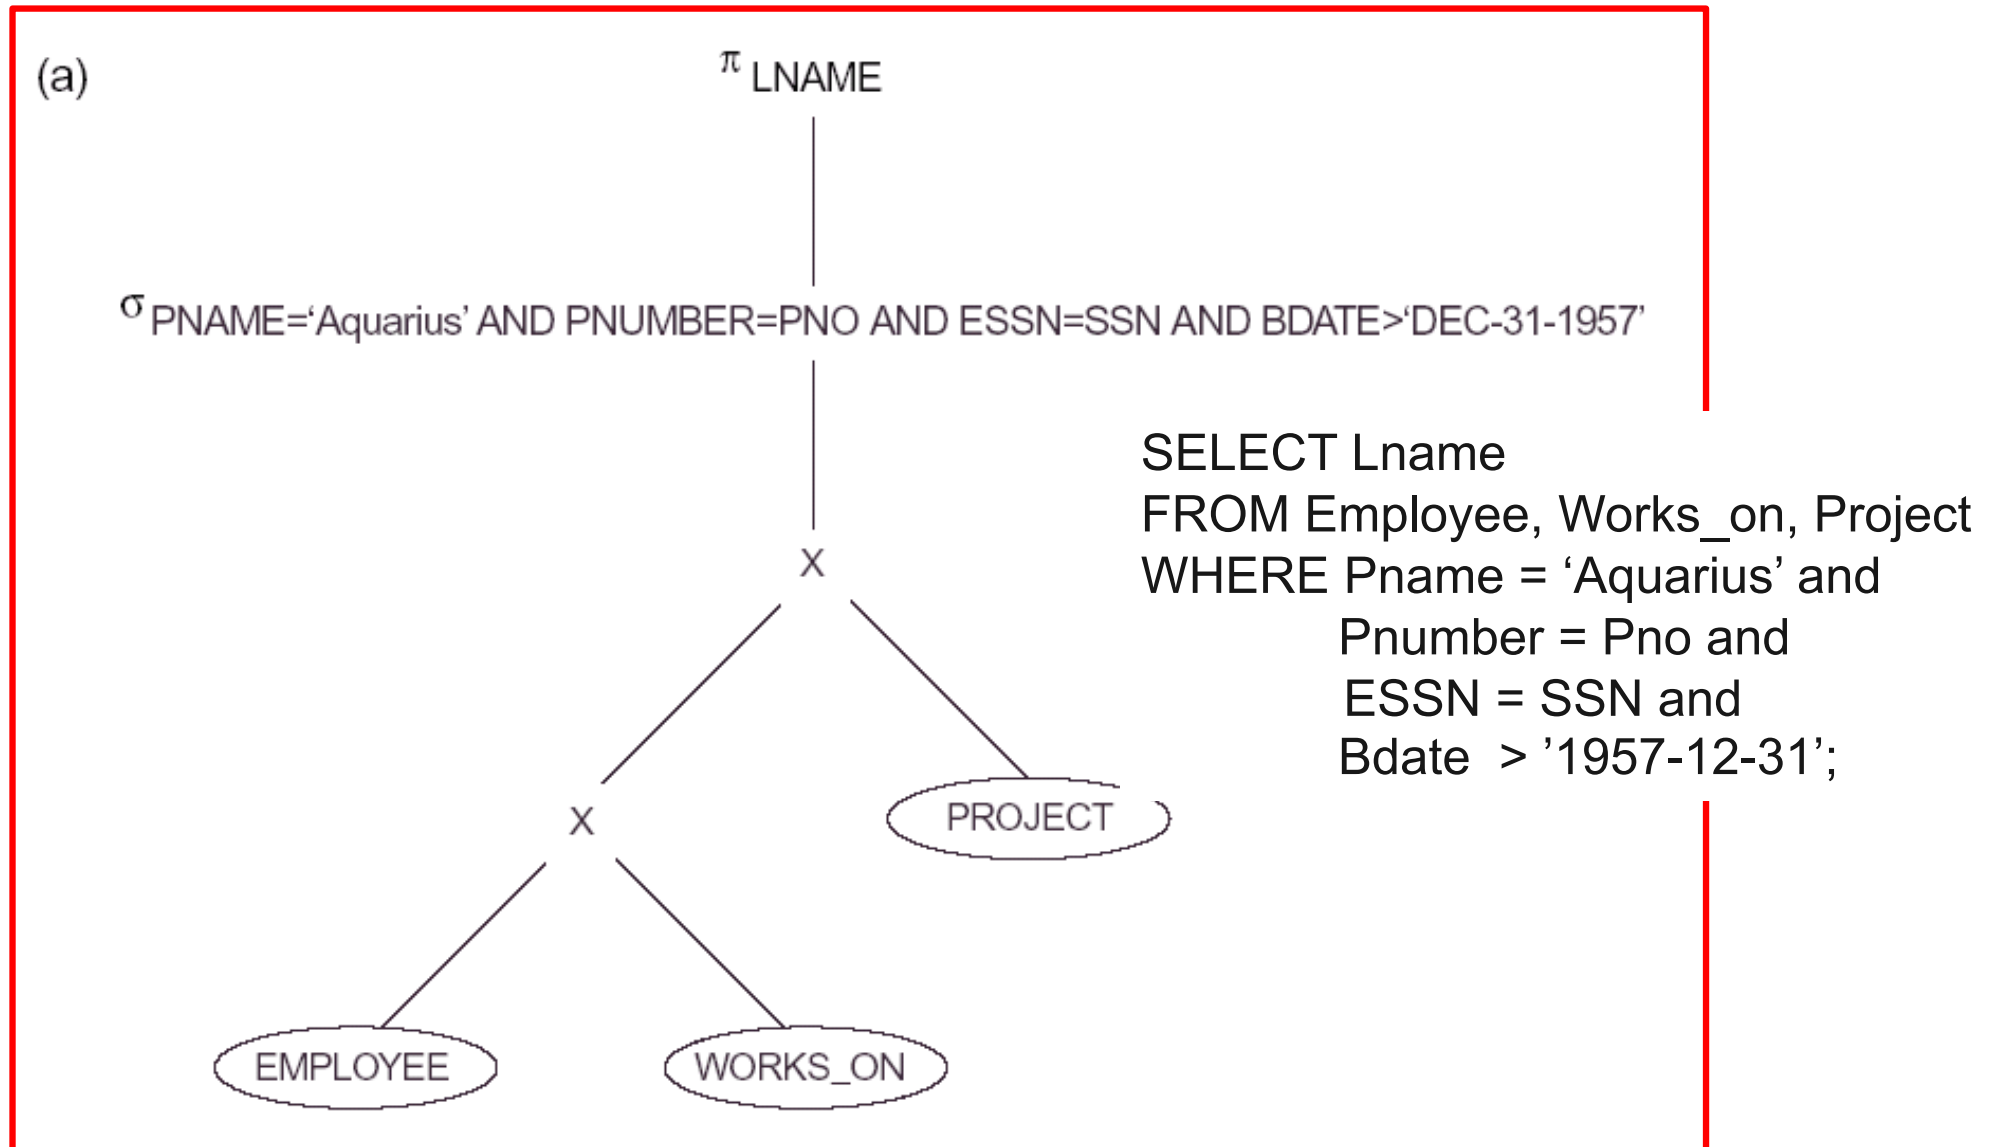 (a)
π LNAME
σ PNAME=‘Aquarius’ AND PNUMBER=PNO AND ESSN=SSN AND BDATE>‘DEC-31-1957’
SELECT Lname
FROM Employee, Works_on, Project
WHERE Pname = ‘Aquarius’ and
Pnumber = Pno and
ESSN = SSN and
Bdate > ’1957-12-31’;
X
X
PROJECT
EMPLOYEE
WORKS_ON